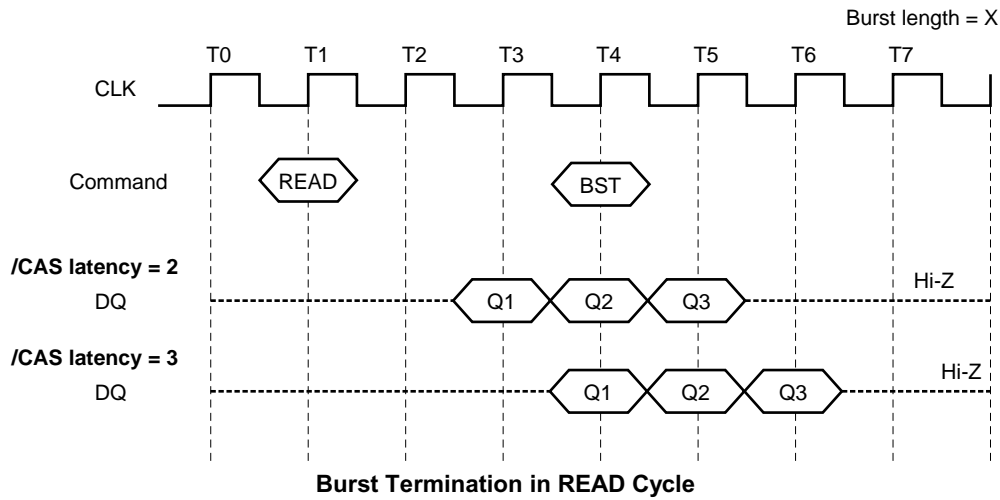 Burst length = X
T0 T1 T2 T3 T4 T5 T6 T7
CLK
Command READ BST
/CAS latency = 2
Hi-Z
DQ Q1 Q2 Q3
/CAS latency = 3
Hi-Z
DQ Q1 Q2 Q3
Burst Termination in READ Cycle